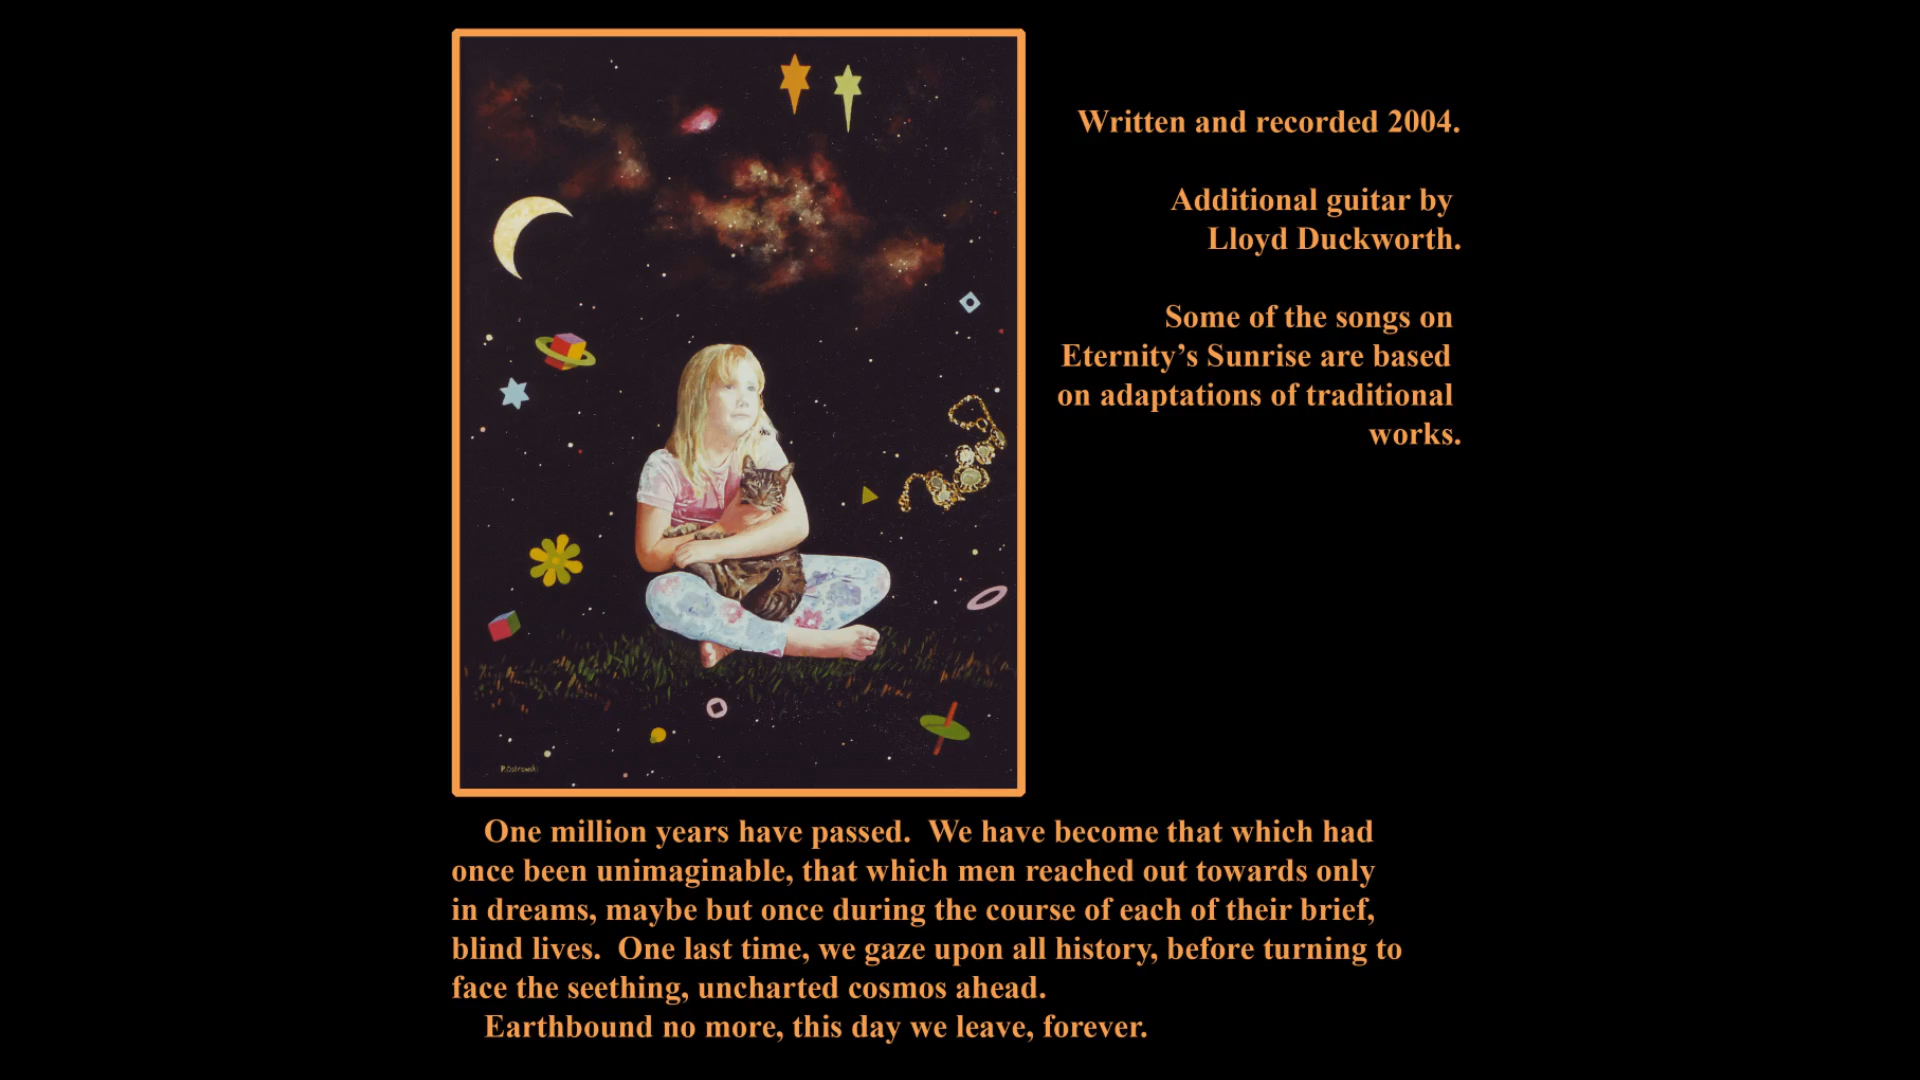 Written and recorded 2004.
Additional guitar by
Lloyd Duckworth.
Some of the songs on
Eternity’s Sunrise are based
on adaptations of traditional
works.
P.Ostrowski
One million years have passed.  We have become that which had
once been unimaginable, that which men reached out towards only
in dreams, maybe but once during the course of each of their brief,
blind lives.  One last time, we gaze upon all history, before turning to
face the seething, uncharted cosmos ahead.
Earthbound no more, this day we leave, forever.